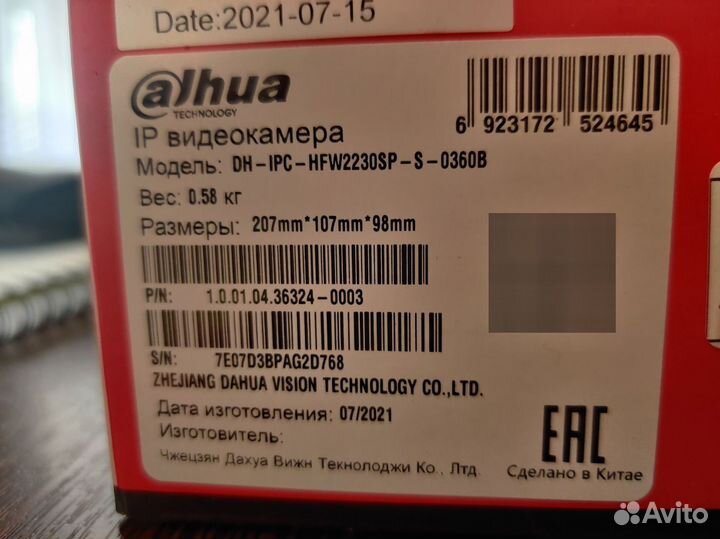 Date:2021-07-15
alhua
TECHNOLOGY
6 923172 524645
IP видеокамера
Модель: DH-IPC-HFW2230SP-S-0360B
Вес: 0.58 кг
Размеры: 207mm*107mm*98mm
P/N: 1.0.01.04.36324-0003
S/N: 7E07D3BPAG2D768
ZHEJIANG DAHUA VISION TECHNOLOGY CO.,LTD.
Дата изготовления: 07/2021
Изготовитель:
Чжецзян Дахуа Вижн Текнолоджи Ко., Лтд.
EAC
Сделано в Китае
Avito